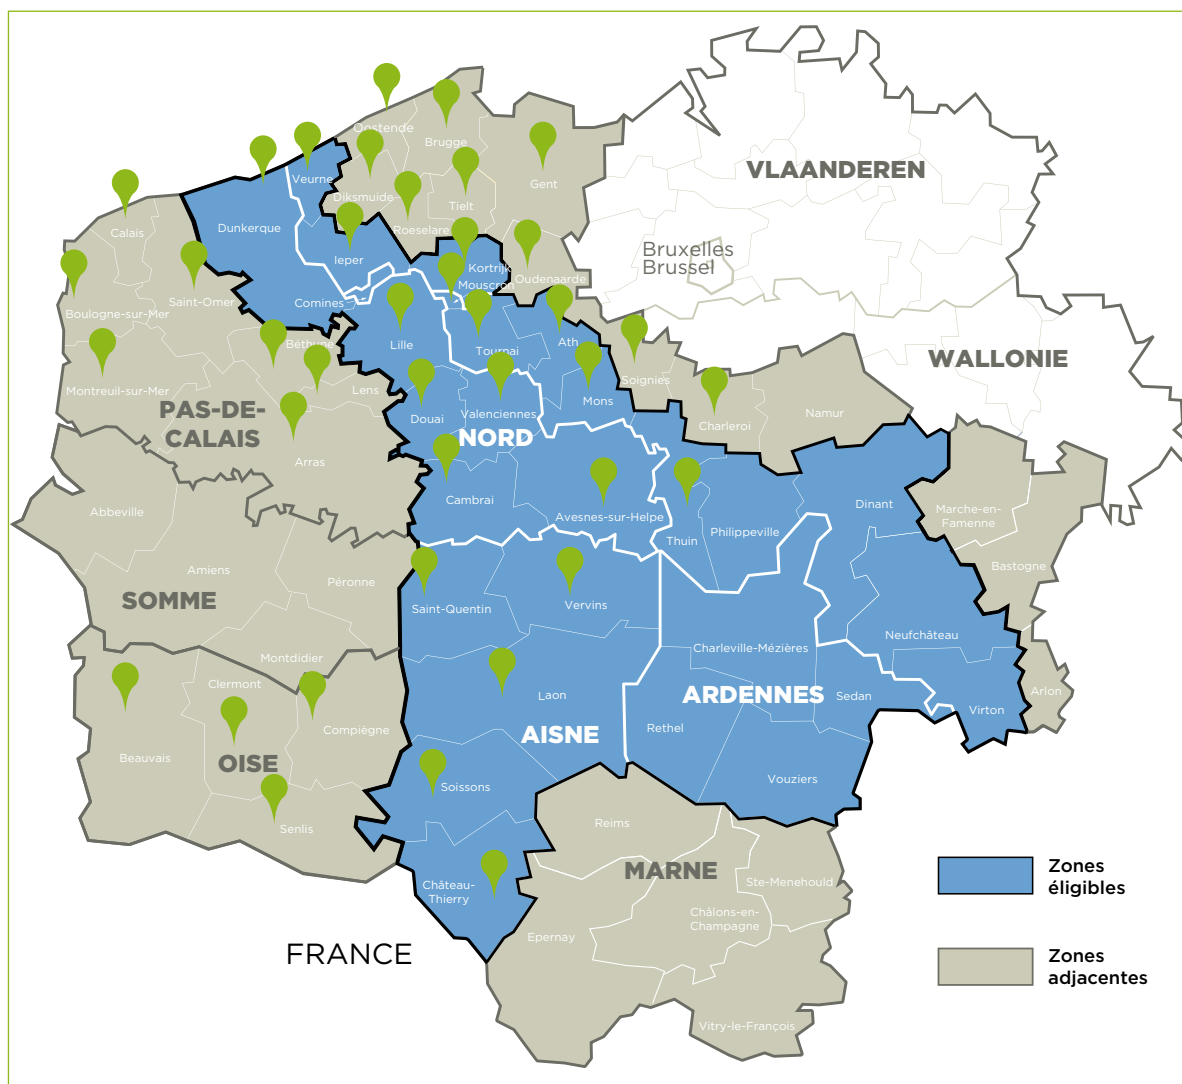 Oostende
Brugge
VLAANDEREN
Veurne
Gent
Diksmuide
Tielt
Dunkerque
Calais
Roeselare
Bruxelles
Brussel
Ieper
Kortrijk
Oudenaarde
Mouscron
Saint-Omer
Comines
Boulogne-sur-Mer
Béthune
Lille
Tournai
Ath
WALLONIE
Soignies
Montreuil-sur-Mer
Lens
Mons
PAS-DE-
CALAIS
Douai
Valenciennes
NORD
Charleroi
Namur
Arras
Cambrai
Dinant
Abbeville
Avesnes-sur-Helpe
Marche-en-
Famenne
Philippeville
Thuin
Bastogne
Amiens
Péronne
SOMME
Saint-Quentin
Vervins
Neufchâteau
Charleville-Mézières
Montdidier
Clermont
Arlon
Laon
ARDENNES
Sedan
Virton
Compiègne
Rethel
AISNE
Beauvais
OISE
Vouziers
Soissons
Senlis
Reims
MARNE
Zones
éligibles
Château-
Thierry
Ste-Menehould
Châlons-en-
Champagne
Epernay
FRANCE
Zones
adjacentes
Vitry-le-François